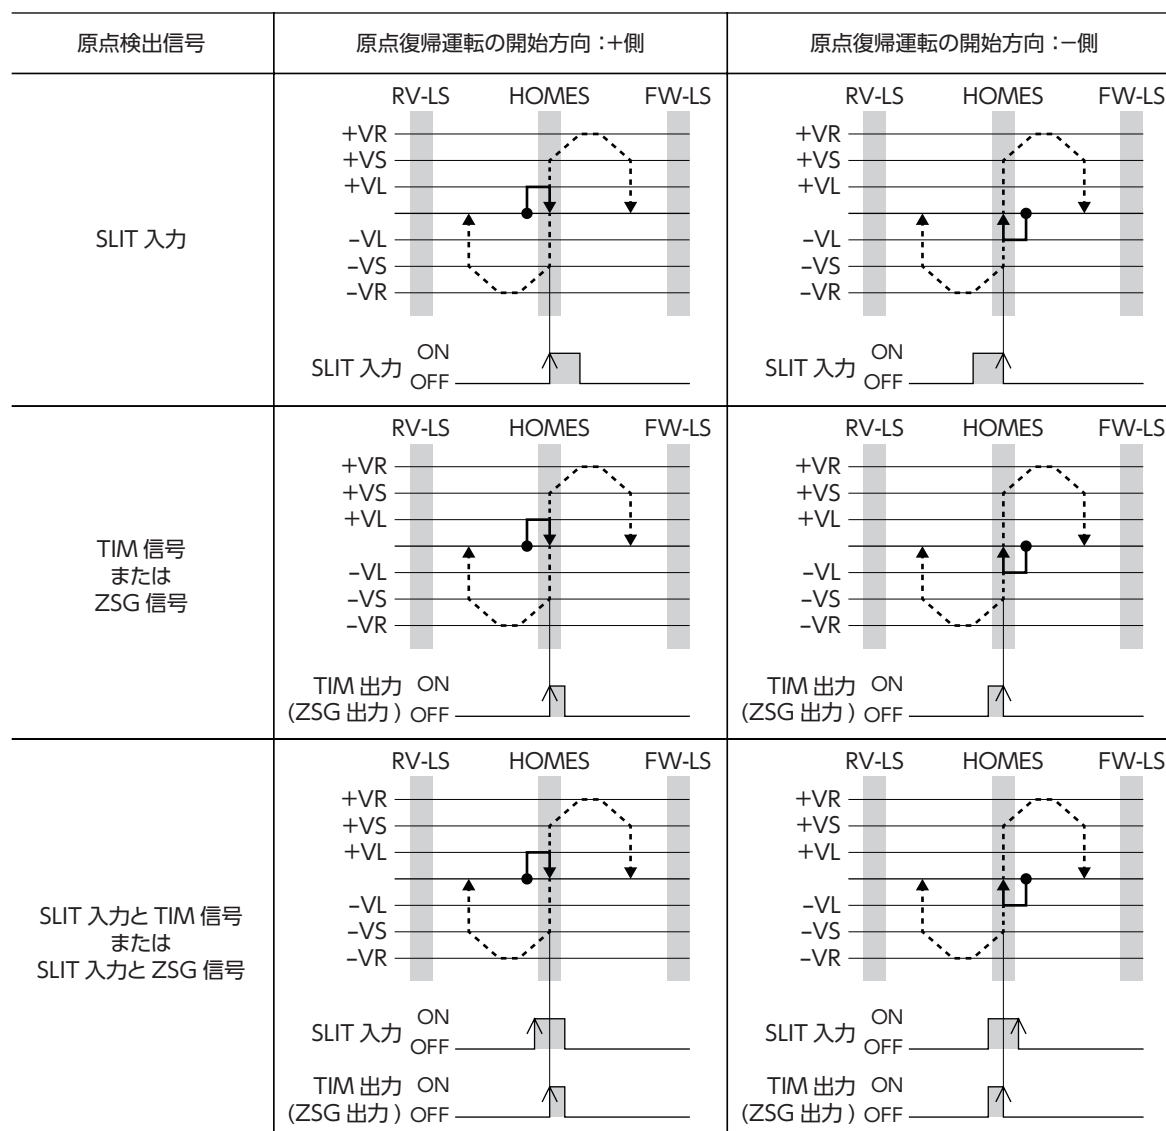 原点検出信号
原点復帰運転の開始方向：+側
原点復帰運転の開始方向：−側
SLIT 入力
RV-LS HOMES FW-LS
+VR
+VS
+VL
−VL
−VS
−VR
SLIT 入力 ON
OFF
RV-LS HOMES FW-LS
+VR
+VS
+VL
−VL
−VS
−VR
SLIT 入力 ON
OFF
TIM 信号
または
ZSG 信号
RV-LS HOMES FW-LS
+VR
+VS
+VL
−VL
−VS
−VR
TIM 出力 ON
(ZSG 出力 ) OFF
RV-LS HOMES FW-LS
+VR
+VS
+VL
−VL
−VS
−VR
TIM 出力 ON
(ZSG 出力 ) OFF
SLIT 入力と TIM 信号
または
SLIT 入力と ZSG 信号
RV-LS HOMES FW-LS
+VR
+VS
+VL
−VL
−VS
−VR
SLIT 入力 ON
OFF
TIM 出力 ON
(ZSG 出力 ) OFF
RV-LS HOMES FW-LS
+VR
+VS
+VL
−VL
−VS
−VR
SLIT 入力 ON
OFF
TIM 出力 ON
(ZSG 出力 ) OFF